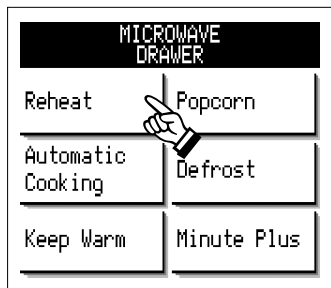 MICROWAVE
DRAWER
Reheat
Popcorn
Automatic
Cooking
Defrost
Keep Warm
Minute Plus